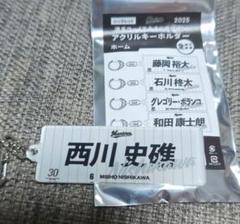 2025
アクリルキーホルダー
ホーム
藤岡 裕大
石川 柊太
グレゴリー・ポランコ
和田 康士朗
Marines
西川 史礁
30
6 MISHO NISHIKAWA